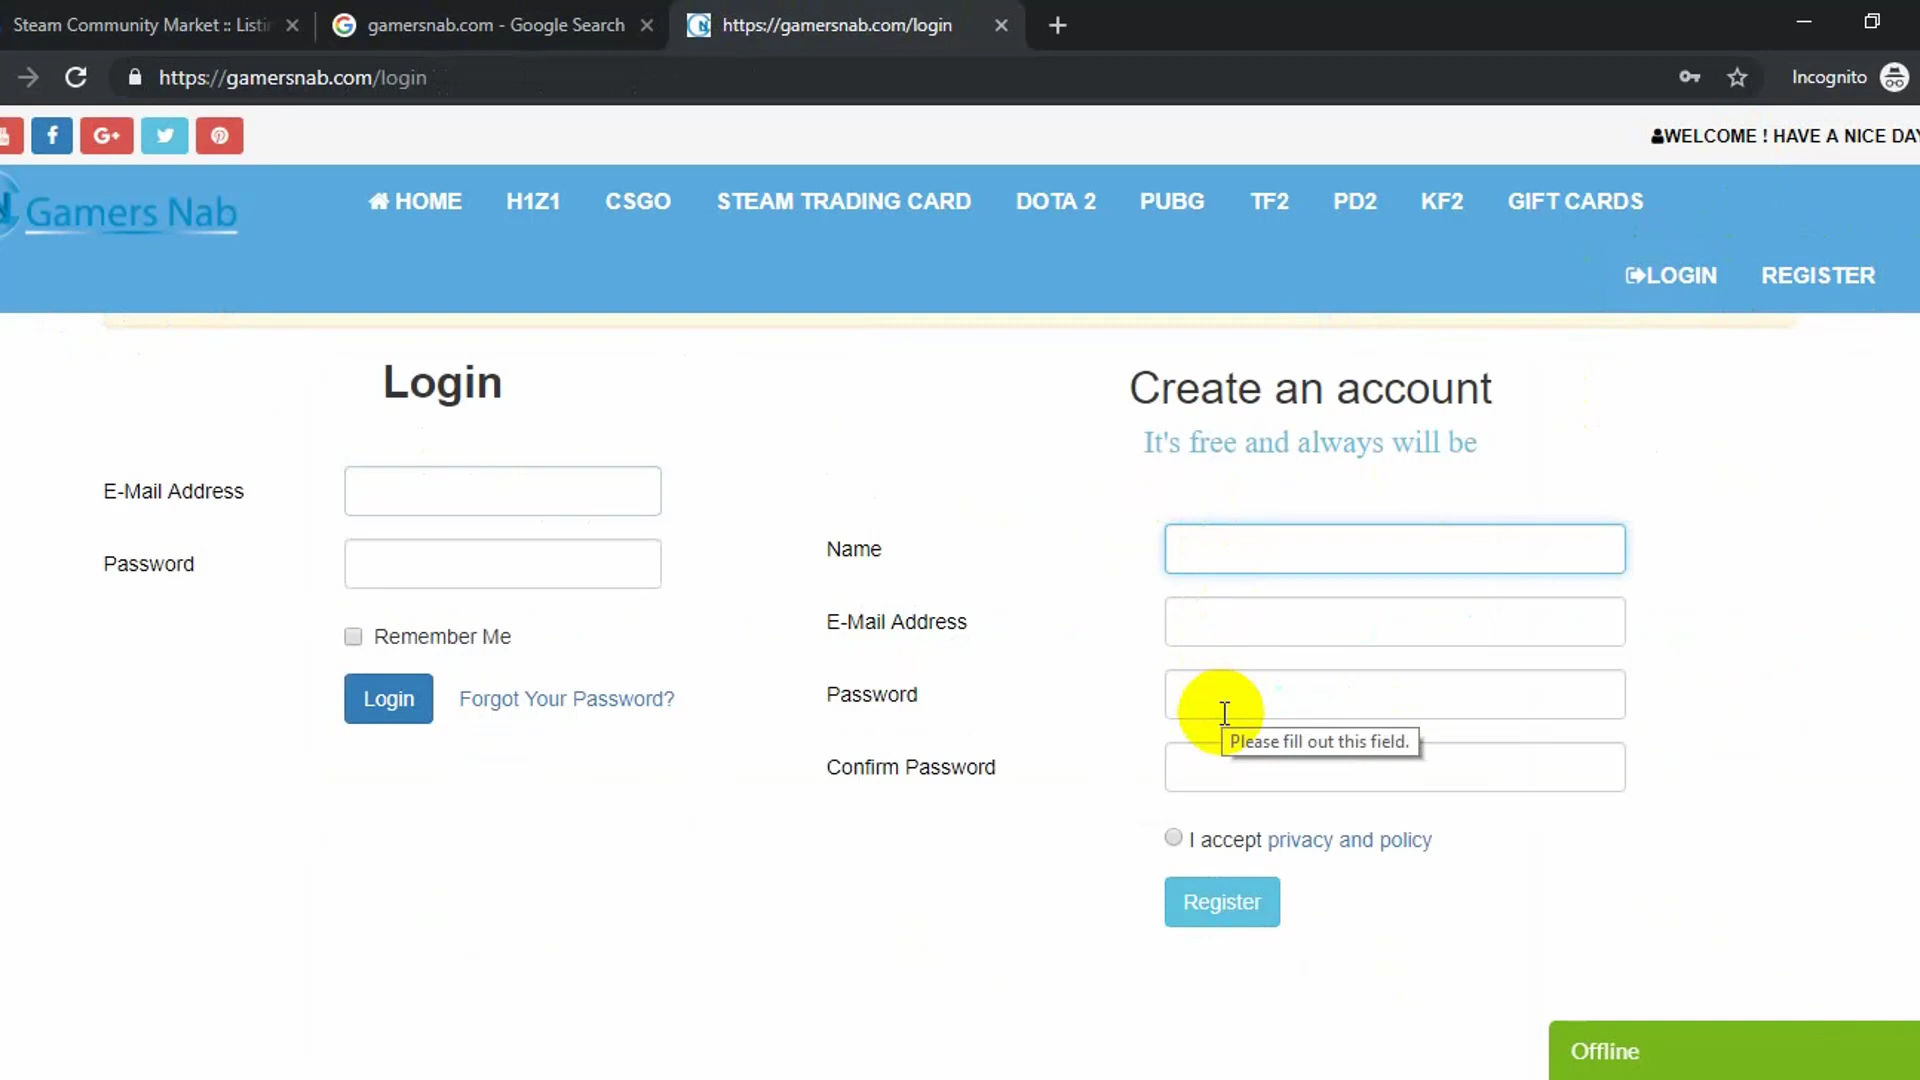 Steam Community Market :: Listi
gamersnab.com - Google Search
https://gamersnab.com/login
https://gamersnab.com/login
Incognito
WELCOME ! HAVE A NICE DAY
Gamers Nab
HOME H1Z1 CSGO STEAM TRADING CARD DOTA 2 PUBG TF2 PD2 KF2 GIFT CARDS
LOGIN REGISTER
Login
Create an account
It's free and always will be
E-Mail Address
Password
Remember Me
Login Forgot Your Password?
Name
E-Mail Address
Password
Please fill out this field.
Confirm Password
I accept privacy and policy
Register
Offline